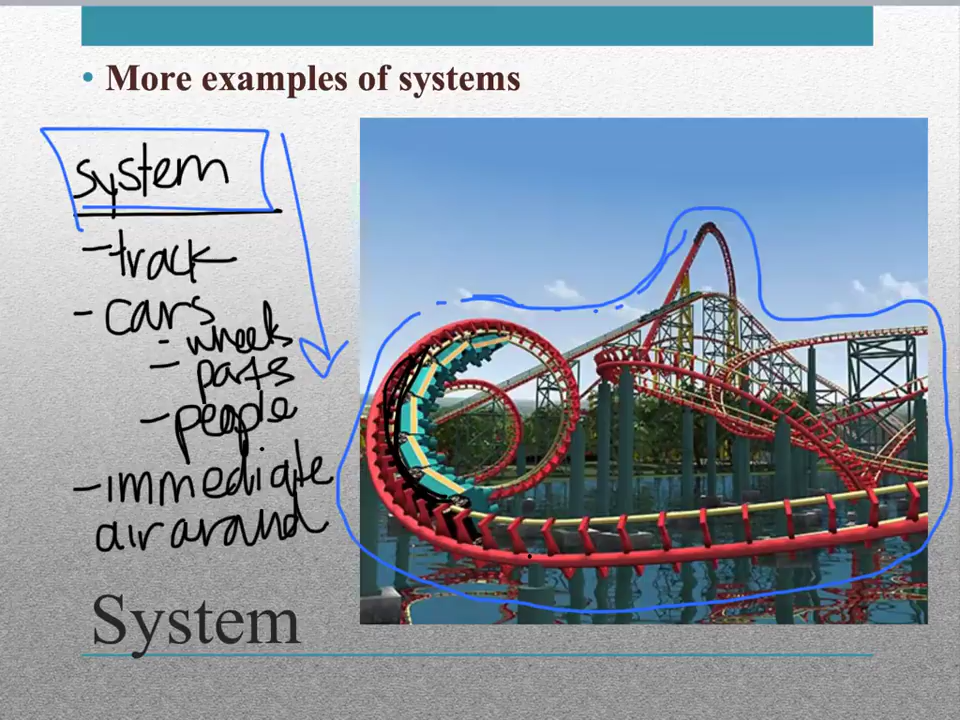 • More examples of systems
system
- track
- cars
- wheels
- parts
- people
- immediate
air around
System